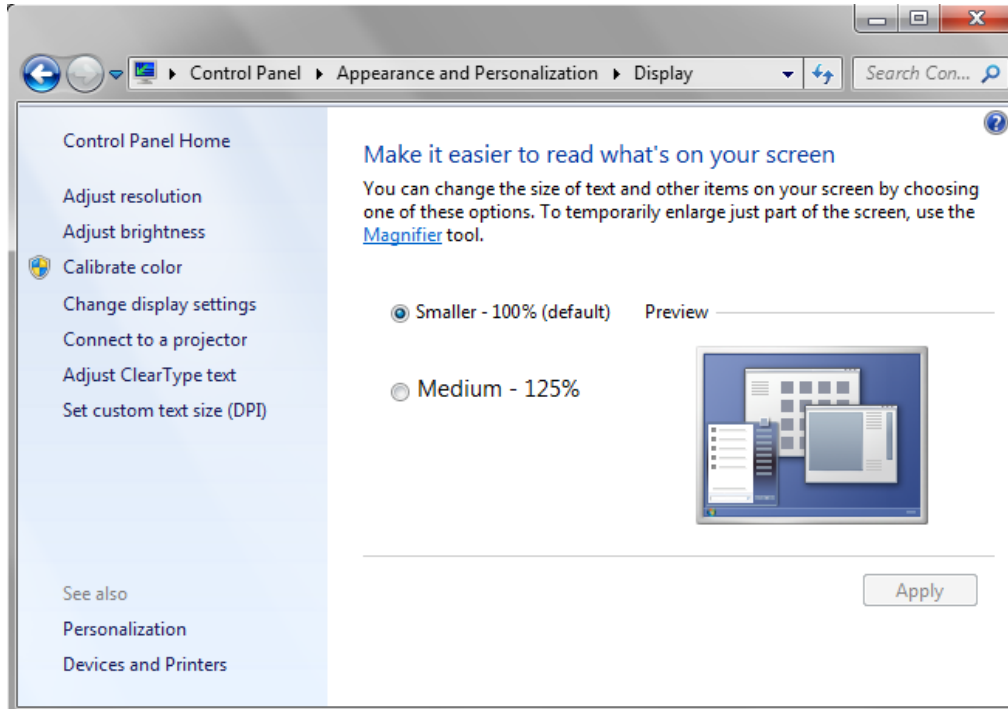 Control Panel ▸ Appearance and Personalization ▸ Display
Search Con...
Control Panel Home
Adjust resolution
Adjust brightness
Calibrate color
Change display settings
Connect to a projector
Adjust ClearType text
Set custom text size (DPI)
See also
Personalization
Devices and Printers
Make it easier to read what's on your screen
You can change the size of text and other items on your screen by choosing
one of these options. To temporarily enlarge just part of the screen, use the
Magnifier tool.
Smaller - 100% (default)
Preview
Medium - 125%
Apply